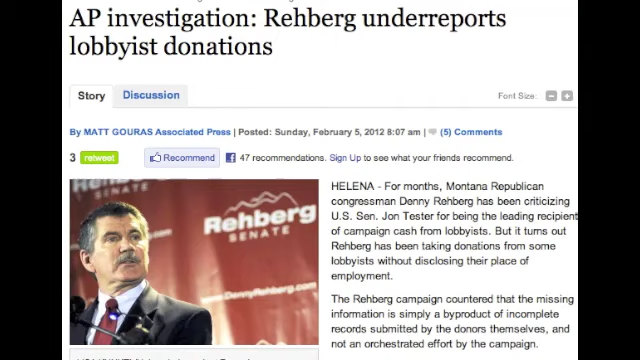 AP investigation: Rehberg underreports
lobbyist donations
Story
Discussion
Font Size:
By MATT GOURAS Associated Press | Posted: Sunday, February 5, 2012 8:07 am | (5) Comments
3 retweet Recommend 47 recommendations. Sign Up to see what your friends recommend.
Rehberg
SENATE
Rehberg
SENATE
www.DennyRehberg.com
HELENA - For months, Montana Republican
congressman Denny Rehberg has been criticizing
U.S. Sen. Jon Tester for being the leading recipient
of campaign cash from lobbyists. But it turns out
Rehberg has been taking donations from some
lobbyists without disclosing their place of
employment.
The Rehberg campaign countered that the missing
information is simply a byproduct of incomplete
records submitted by the donors themselves, and
not an orchestrated effort by the campaign.